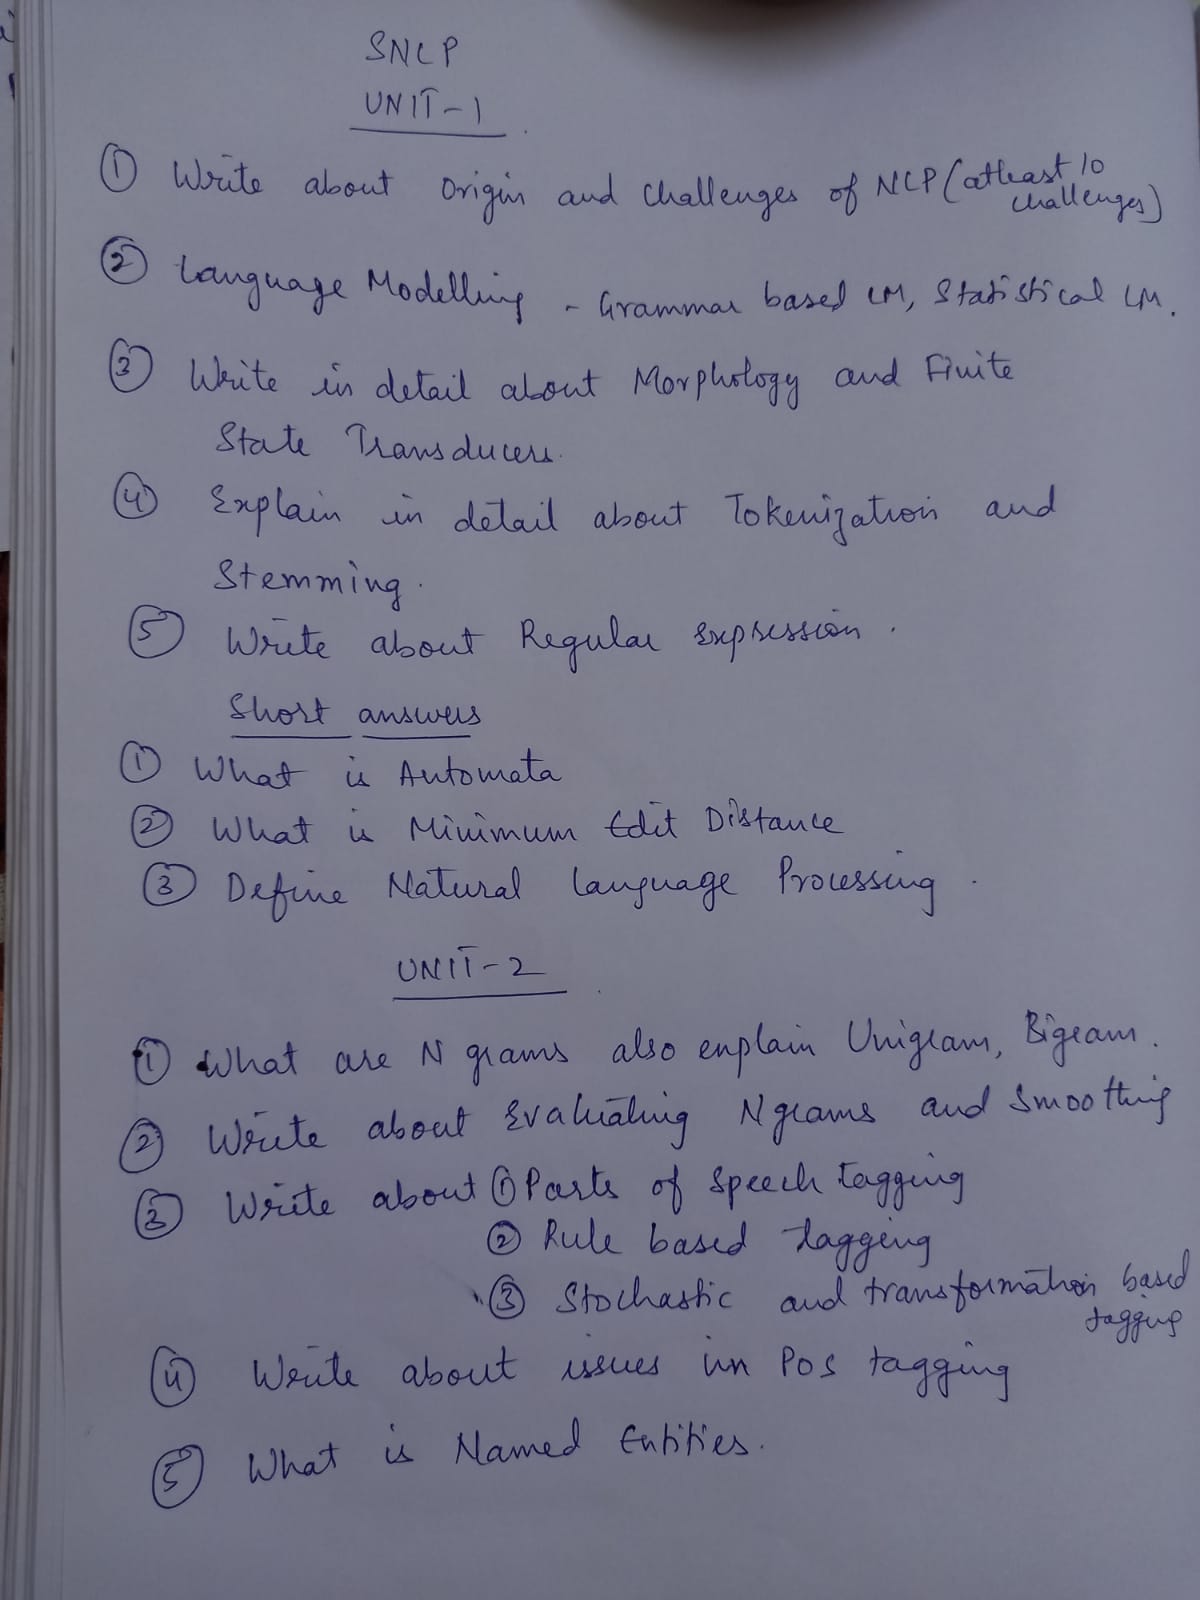 SNLP
UNIT-1
① Write about Origin and Challenges of NLP (atleast 10 challenges)
② Language Modelling - Grammar based LM, Statistical LM.
③ Write in detail about Morphology and Finite
State Transducers.
④ Explain in detail about Tokenization and
Stemming.
⑤ Write about Regular Expression.
Short answers
① What is Automata
② What is Minimum Edit Distance
③ Define Natural Language Processing.
UNIT-2
① What are N grams also explain Unigram, Bigram.
② Write about Evaluating N grams and Smoothing
③ Write about ① Parts of Speech tagging
② Rule based tagging
③ Stochastic and transformation based tagging
④ Write about issues in POS tagging
⑤ What is Named Entities.